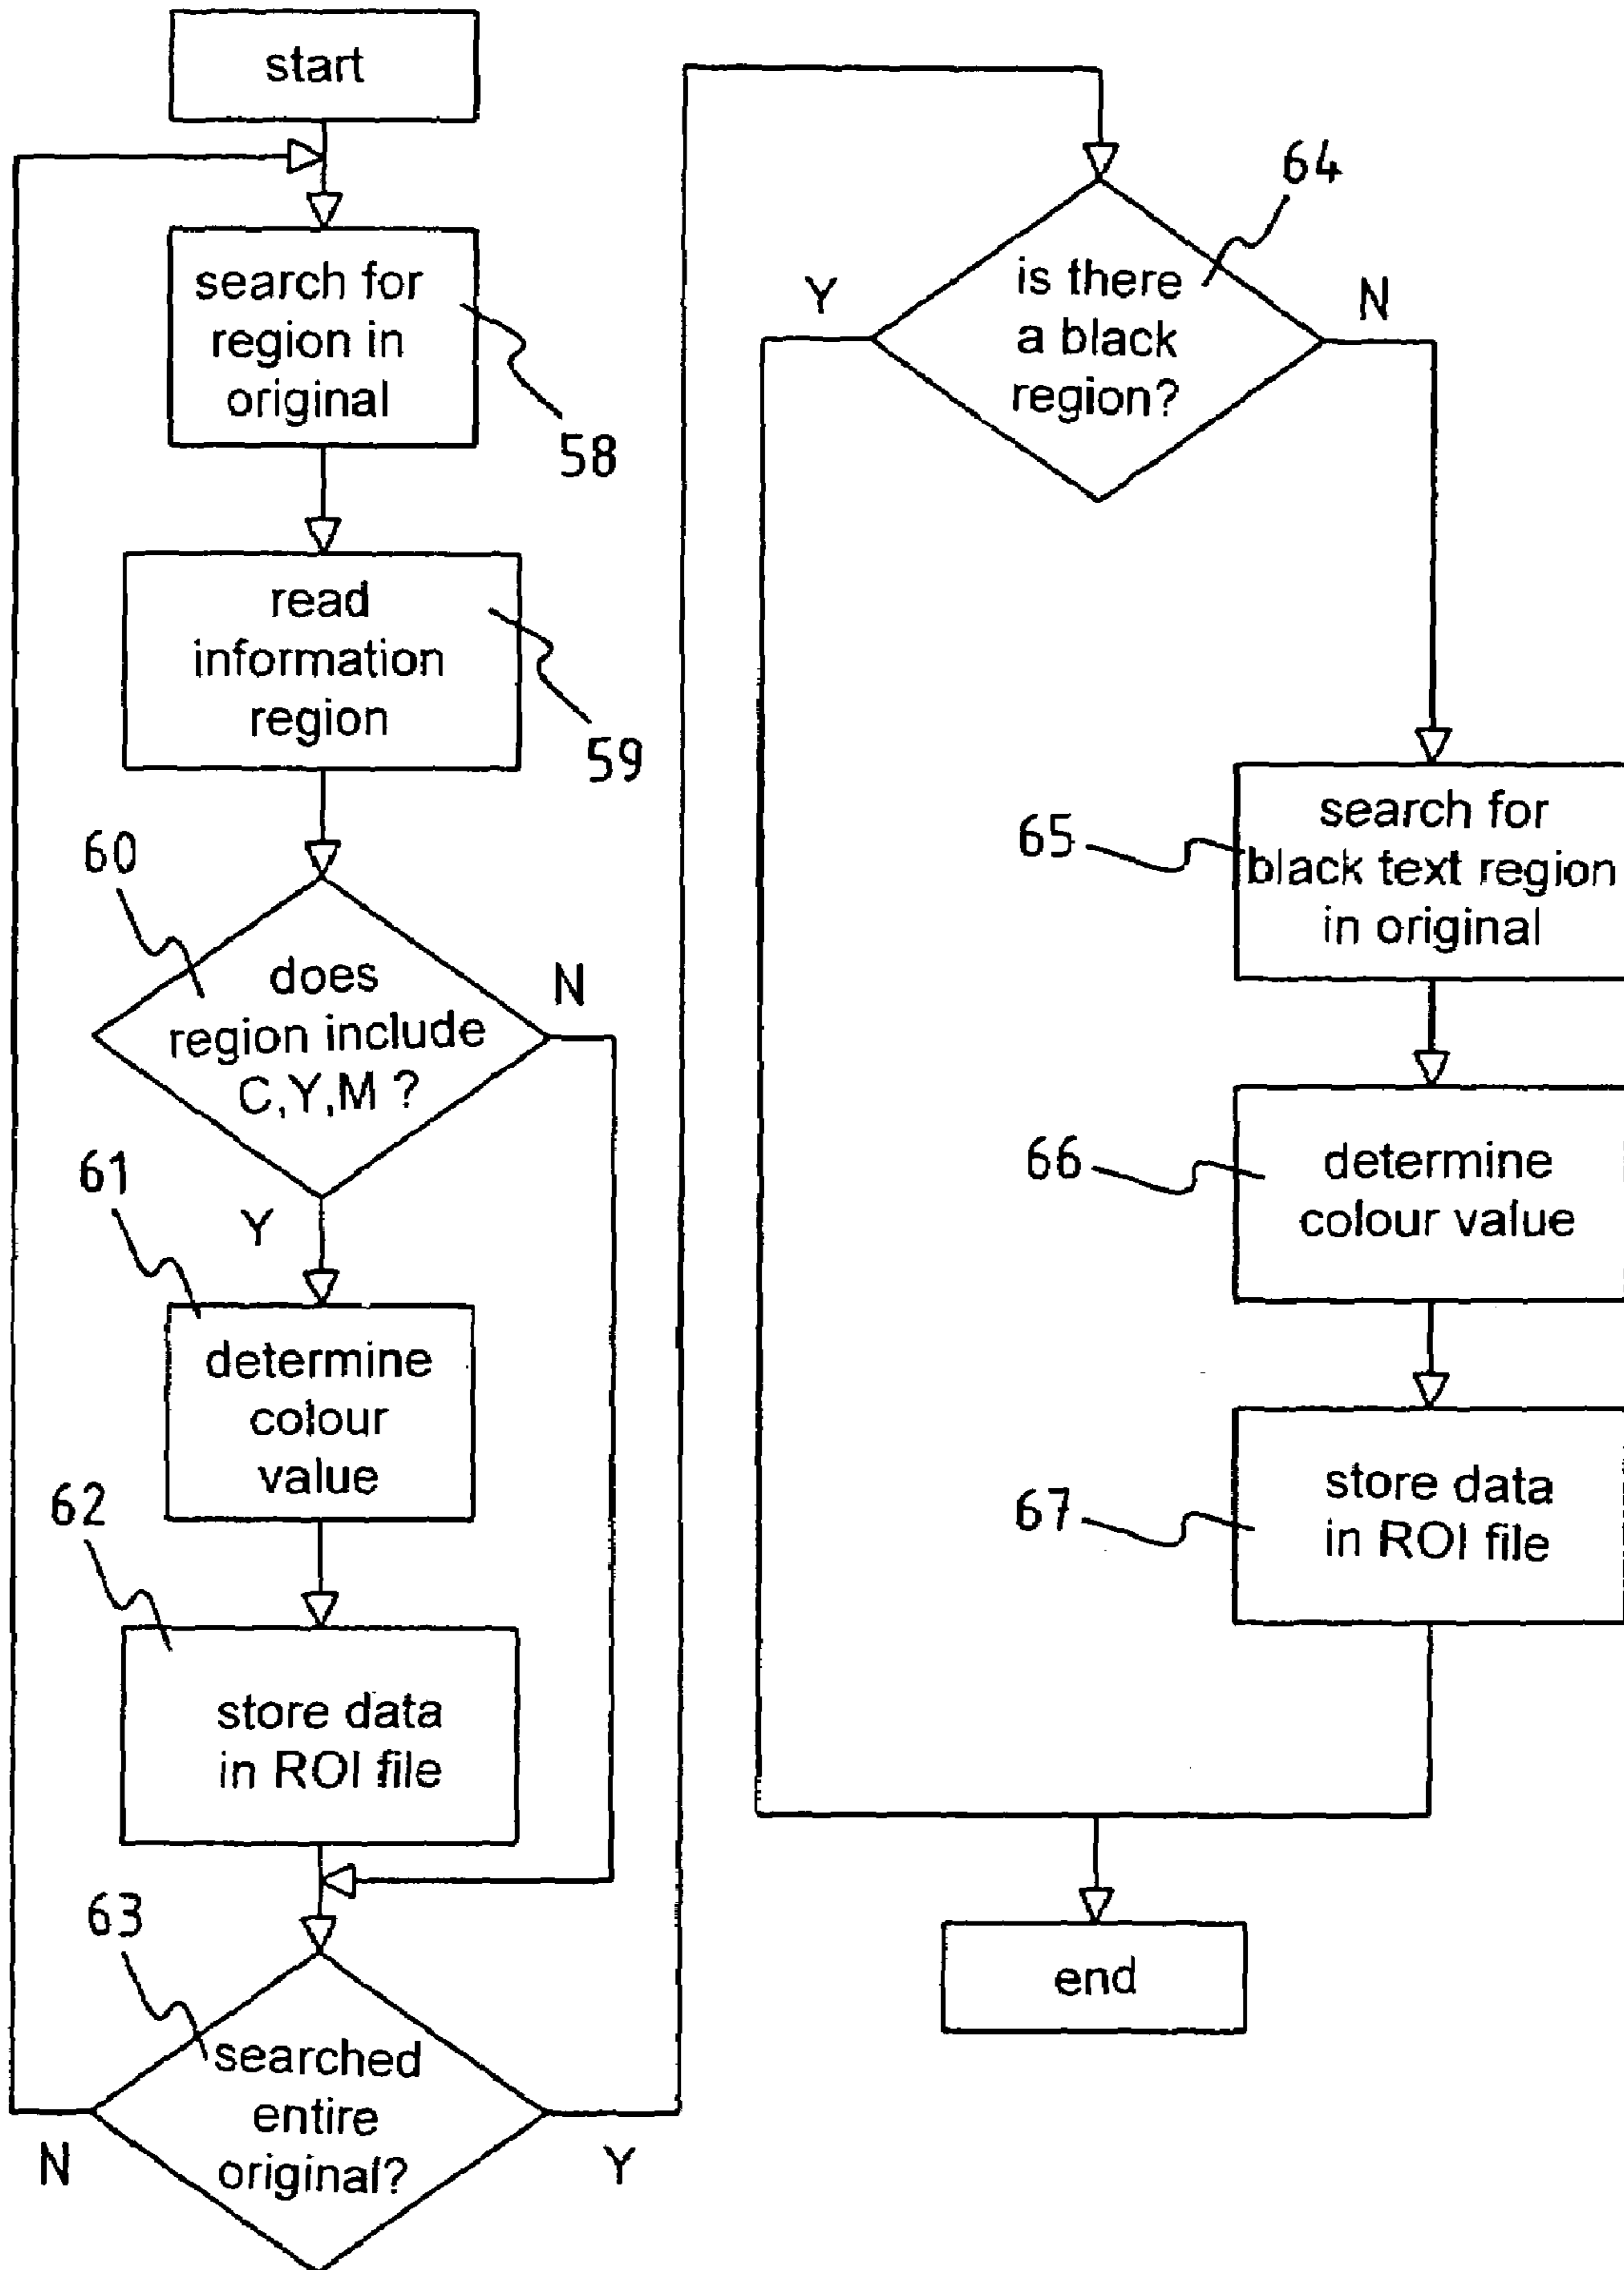 start
search for
region in
original
58
read
information
region
59
60
does
region include
C,Y,M ?
N
Y
61
determine
colour
value
62
store data
in ROI file
63
searched
entire
original?
N
Y
64
is there
a black
region?
Y
N
65
search for
black text region
in original
66
determine
colour value
67
store data
in ROI file
end